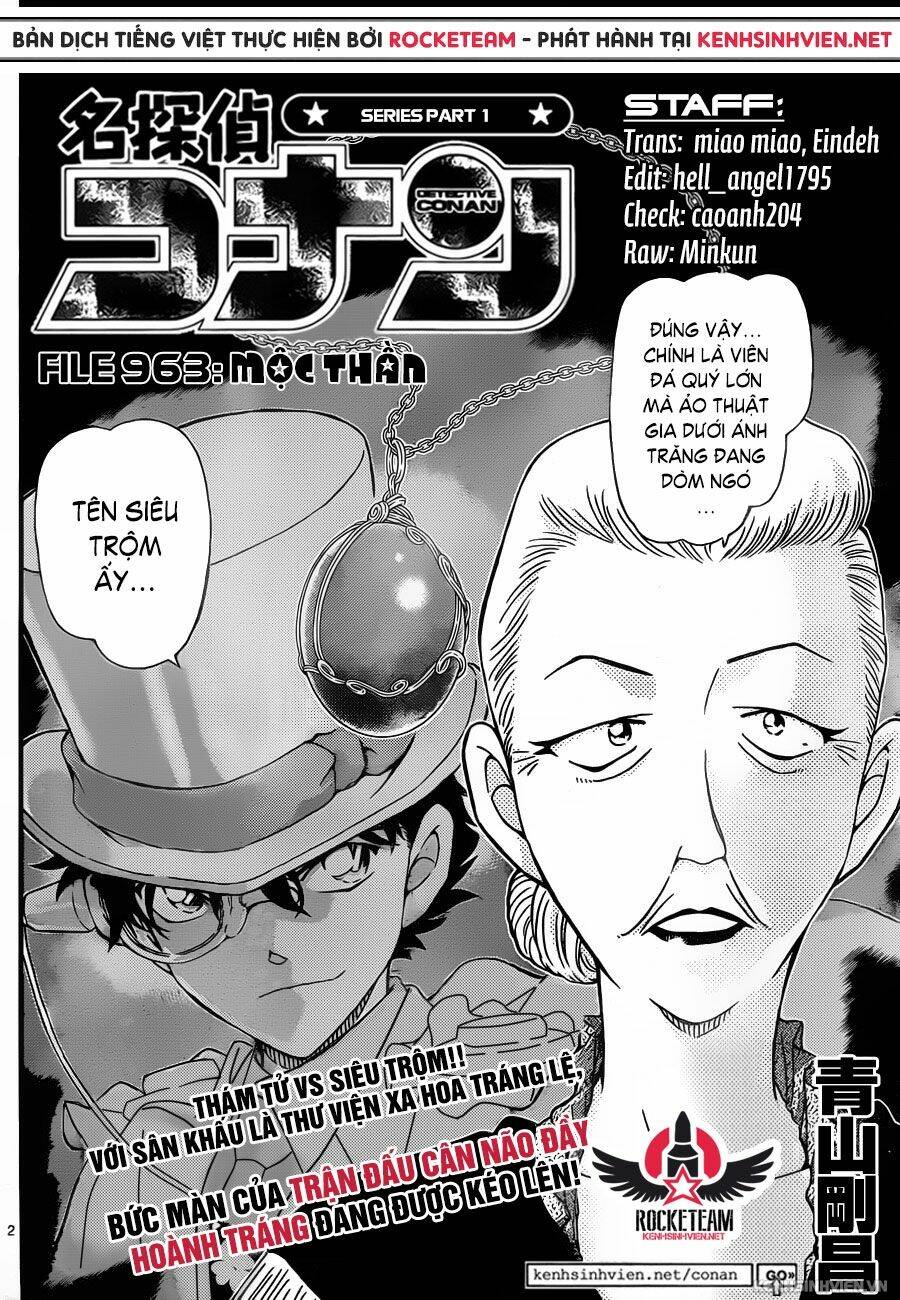 BẢN DỊCH TIẾNG VIỆT THỰC HIỆN BỞI ROCKETEAM - PHÁT HÀNH TẠI KENHSINHVIEN.NET
名探偵
SERIES PART 1
コナン
DETECTIVE
CONAN
FILE 963: MỘC THẦN
STAFF:
Trans: miao miao, Eindeh
Edit: hell_angel1795
Check: caoanh204
Raw: Minkun
ĐÚNG VẬY...
CHÍNH LÀ VIÊN
ĐÁ QUÝ LỚN
MÀ ẢO THUẬT
GIA DƯỚI ÁNH
TRĂNG ĐANG
DÒM NGÓ
...
TÊN SIÊU
TRỘM
ẤY...
THÁM TỬ VS SIÊU TRỘM!!
VỚI SÂN KHẤU LÀ THƯ VIỆN XA HOA TRÁNG LỆ,
BỨC MÀN CỦA TRẬN ĐẤU CÂN NÃO ĐẦY
HOÀNH TRÁNG ĐANG ĐƯỢC KÉO LÊN!
青山剛昌
ROCKETEAM
KENHSINHVIEN.NET
kenhsinhvien.net/conan
GO»
KENHSINHVIEN.VN
2